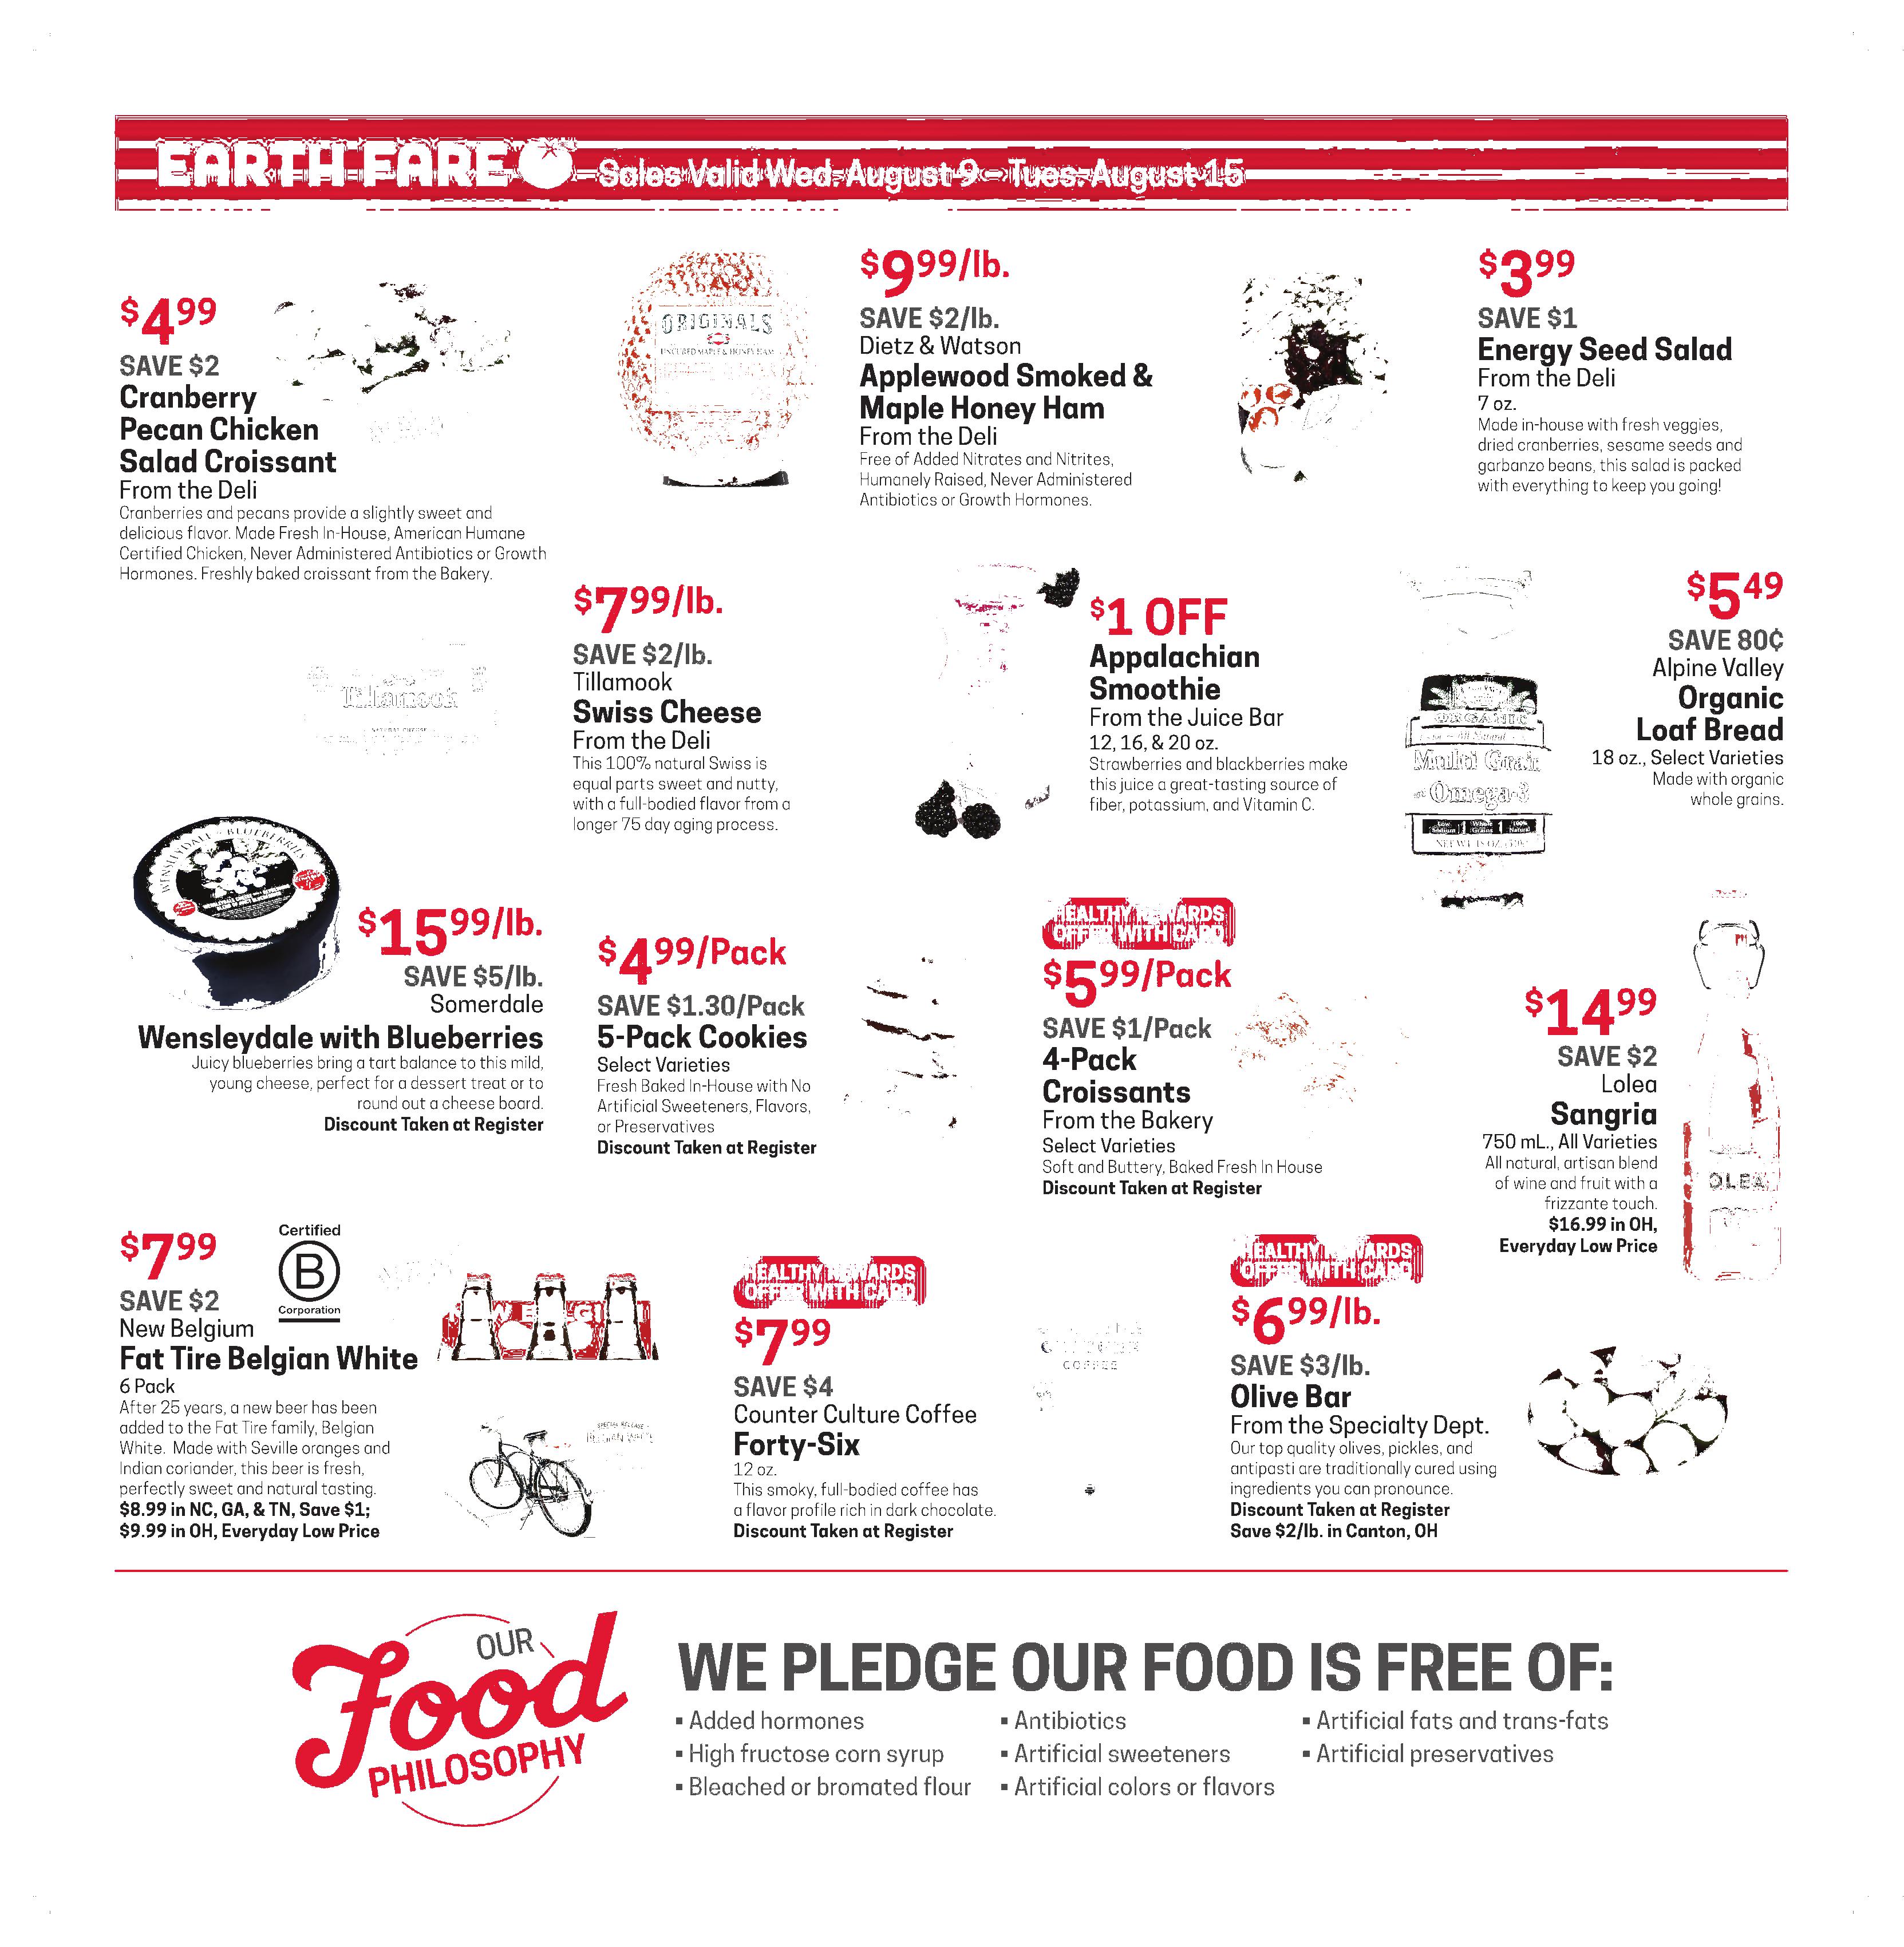 EARTH FARE Sales Valid Wed. August 9 – Tues. August 15
$4.99
SAVE $2
Cranberry
Pecan Chicken
Salad Croissant
From the Deli
Cranberries and pecans provide a slightly sweet and
delicious flavor. Made Fresh In-House, American Humane
Certified Chicken, Never Administered Antibiotics or Growth
Hormones. Freshly baked croissant from the Bakery.
ORIGINALS
UNCURED MAPLE & HONEY HAM
$9.99/lb.
SAVE $2/lb.
Dietz & Watson
Applewood Smoked &
Maple Honey Ham
From the Deli
Free of Added Nitrates and Nitrites,
Humanely Raised, Never Administered
Antibiotics or Growth Hormones.
$3.99
SAVE $1
Energy Seed Salad
From the Deli
7 oz.
Made in-house with fresh veggies,
dried cranberries, sesame seeds and
garbanzo beans, this salad is packed
with everything to keep you going!
Tillamook
NATURAL CHEESE
$7.99/lb.
SAVE $2/lb.
Tillamook
Swiss Cheese
From the Deli
This 100% natural Swiss is
equal parts sweet and nutty,
with a full-bodied flavor from a
longer 75 day aging process.
$1 OFF
Appalachian
Smoothie
From the Juice Bar
12, 16, & 20 oz.
Strawberries and blackberries make
this juice a great-tasting source of
fiber, potassium, and Vitamin C.
ORGANIC
Multi Grain
Omega-3
Low Sodium
Whole Grains
100% Natural
$5.49
SAVE 80¢
Alpine Valley
Organic
Loaf Bread
18 oz., Select Varieties
Made with organic
whole grains.
WENSLEYDALE BLUEBERRIES
$15.99/lb.
SAVE $5/lb.
Somerdale
Wensleydale with Blueberries
Juicy blueberries bring a tart balance to this mild,
young cheese, perfect for a dessert treat or to
round out a cheese board.
Discount Taken at Register
$4.99/Pack
SAVE $1.30/Pack
5-Pack Cookies
Select Varieties
Fresh Baked In-House with No
Artificial Sweeteners, Flavors,
or Preservatives
Discount Taken at Register
HEALTHY REWARDS
OFFER WITH CARD
$5.99/Pack
SAVE $1/Pack
4-Pack
Croissants
From the Bakery
Select Varieties
Soft and Buttery, Baked Fresh In House
Discount Taken at Register
$14.99
SAVE $2
Lolea
Sangria
750 mL., All Varieties
All natural, artisan blend
of wine and fruit with a
frizzante touch.
$16.99 in OH,
Everyday Low Price
OLEA
$7.99
SAVE $2
New Belgium
Fat Tire Belgian White
6 Pack
After 25 years, a new beer has been
added to the Fat Tire family, Belgian
White. Made with Seville oranges and
Indian coriander, this beer is fresh,
perfectly sweet and natural tasting.
$8.99 in NC, GA, & TN, Save $1;
$9.99 in OH, Everyday Low Price
Certified
B
Corporation
SPECIAL RELEASE
BELGIAN WHITE
HEALTHY REWARDS
OFFER WITH CARD
$7.99
SAVE $4
Counter Culture Coffee
Forty-Six
12 oz.
This smoky, full-bodied coffee has
a flavor profile rich in dark chocolate.
Discount Taken at Register
COFFEE
HEALTHY REWARDS
OFFER WITH CARD
$6.99/lb.
SAVE $3/lb.
Olive Bar
From the Specialty Dept.
Our top quality olives, pickles, and
antipasti are traditionally cured using
ingredients you can pronounce.
Discount Taken at Register
Save $2/lb. in Canton, OH
OUR
Food
PHILOSOPHY
WE PLEDGE OUR FOOD IS FREE OF:
▪ Added hormones
▪ High fructose corn syrup
▪ Bleached or bromated flour
▪ Antibiotics
▪ Artificial sweeteners
▪ Artificial colors or flavors
▪ Artificial fats and trans-fats
▪ Artificial preservatives